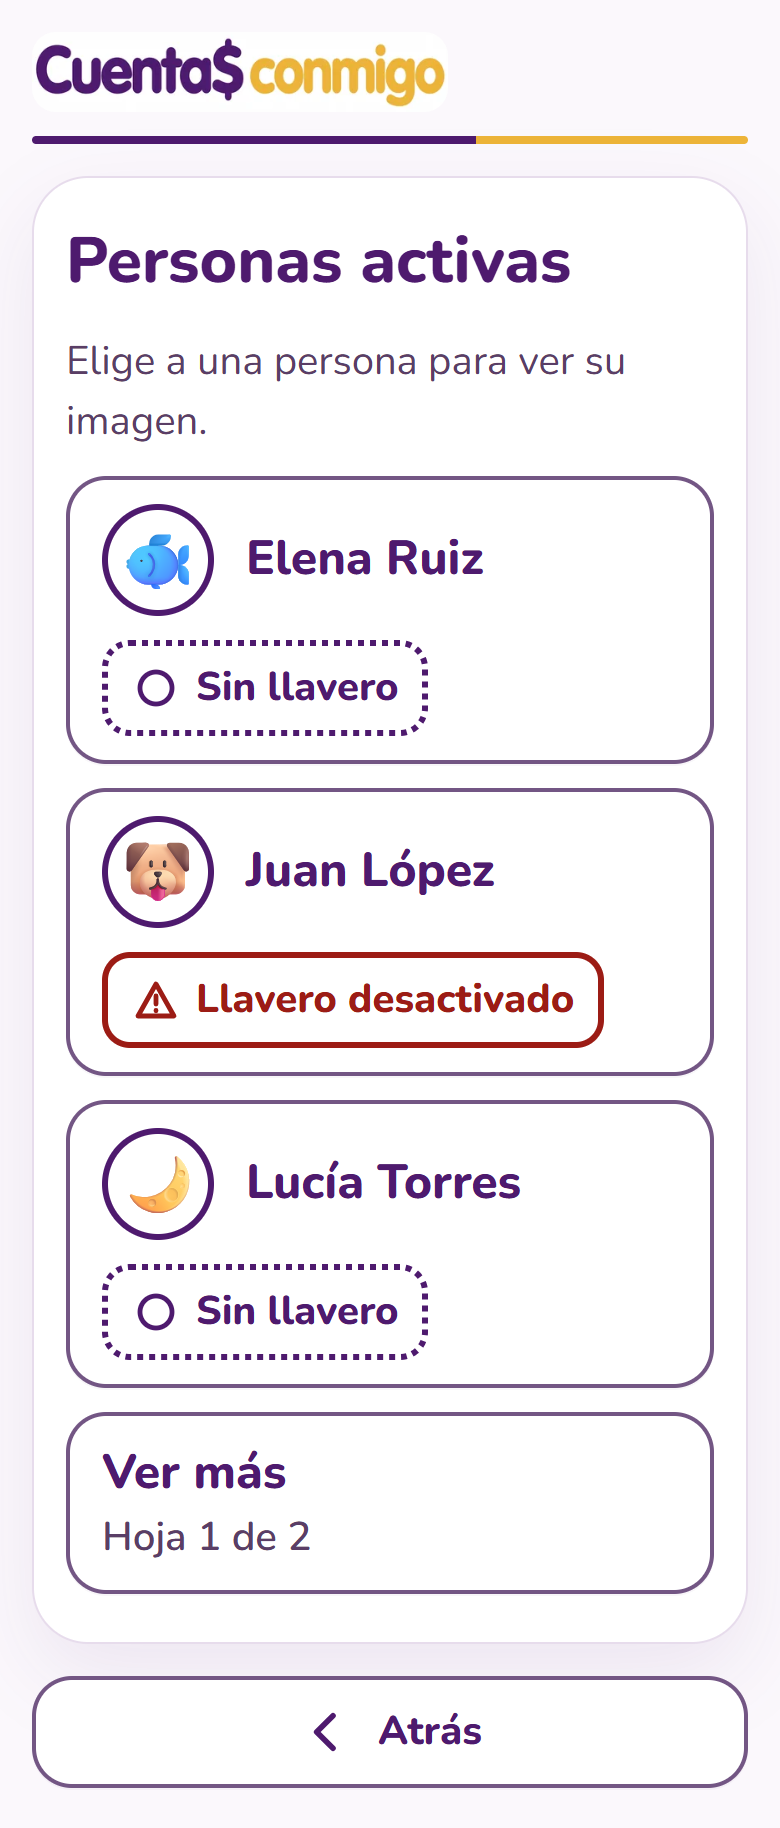 Cuenta$ conmigo
Personas activas
Elige a una persona para ver su
imagen.
Elena Ruiz
Sin llavero
Juan López
Llavero desactivado
Lucía Torres
Sin llavero
Ver más
Hoja 1 de 2
Atrás